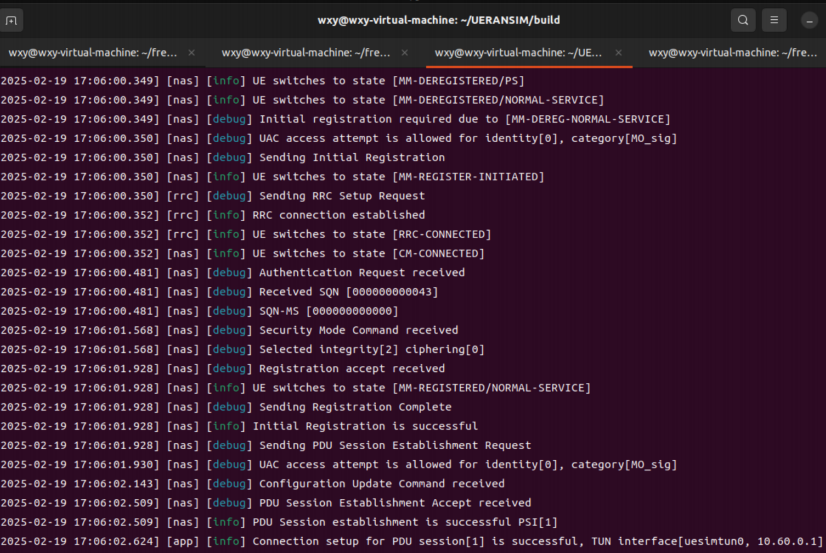 wxy@wxy-virtual-machine: ~/UERANSIM/build
wxy@wxy-virtual-machine: ~/fre... × wxy@wxy-virtual-machine: ~/fre... × wxy@wxy-virtual-machine: ~/UE... × wxy@wxy-virtual-machine: ~/fre...
2025-02-19 17:06:00.349] [nas] [info] UE switches to state [MM-DEREGISTERED/PS]
2025-02-19 17:06:00.349] [nas] [info] UE switches to state [MM-DEREGISTERED/NORMAL-SERVICE]
2025-02-19 17:06:00.349] [nas] [debug] Initial registration required due to [MM-DEREG-NORMAL-SERVICE]
2025-02-19 17:06:00.350] [nas] [debug] UAC access attempt is allowed for identity[0], category[MO_sig]
2025-02-19 17:06:00.350] [nas] [debug] Sending Initial Registration
2025-02-19 17:06:00.350] [nas] [info] UE switches to state [MM-REGISTER-INITIATED]
2025-02-19 17:06:00.350] [rrc] [debug] Sending RRC Setup Request
2025-02-19 17:06:00.352] [rrc] [info] RRC connection established
2025-02-19 17:06:00.352] [rrc] [info] UE switches to state [RRC-CONNECTED]
2025-02-19 17:06:00.352] [nas] [info] UE switches to state [CM-CONNECTED]
2025-02-19 17:06:00.481] [nas] [debug] Authentication Request received
2025-02-19 17:06:00.481] [nas] [debug] Received SQN [000000000043]
2025-02-19 17:06:00.481] [nas] [debug] SQN-MS [000000000000]
2025-02-19 17:06:01.568] [nas] [debug] Security Mode Command received
2025-02-19 17:06:01.568] [nas] [debug] Selected integrity[2] ciphering[0]
2025-02-19 17:06:01.928] [nas] [debug] Registration accept received
2025-02-19 17:06:01.928] [nas] [info] UE switches to state [MM-REGISTERED/NORMAL-SERVICE]
2025-02-19 17:06:01.928] [nas] [debug] Sending Registration Complete
2025-02-19 17:06:01.928] [nas] [info] Initial Registration is successful
2025-02-19 17:06:01.928] [nas] [debug] Sending PDU Session Establishment Request
2025-02-19 17:06:01.930] [nas] [debug] UAC access attempt is allowed for identity[0], category[MO_sig]
2025-02-19 17:06:02.143] [nas] [debug] Configuration Update Command received
2025-02-19 17:06:02.509] [nas] [debug] PDU Session Establishment Accept received
2025-02-19 17:06:02.509] [nas] [info] PDU Session establishment is successful PSI[1]
2025-02-19 17:06:02.624] [app] [info] Connection setup for PDU session[1] is successful, TUN interface[uesimtun0, 10.60.0.1]